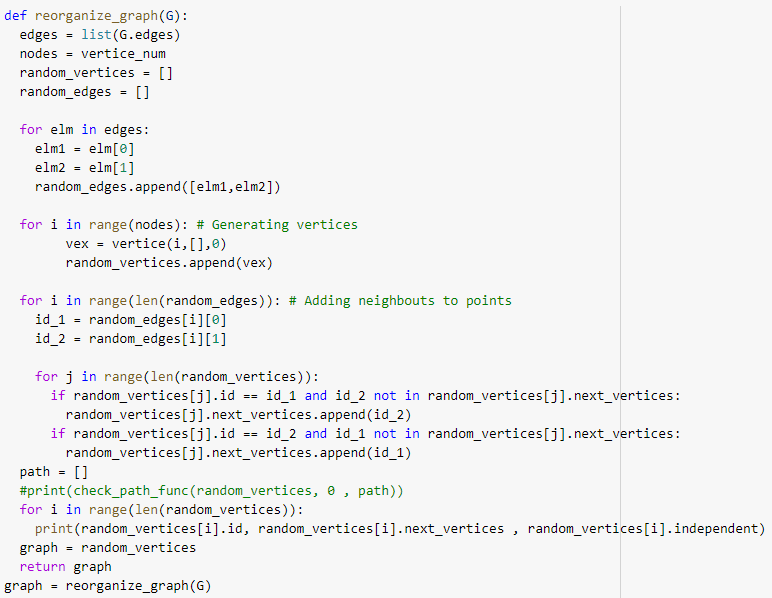 def reorganize_graph(G):
  edges = list(G.edges)
  nodes = vertice_num
  random_vertices = []
  random_edges = []

  for elm in edges:
    elm1 = elm[0]
    elm2 = elm[1]
    random_edges.append([elm1,elm2])

  for i in range(nodes): # Generating vertices
        vex = vertice(i,[],0)
        random_vertices.append(vex)

  for i in range(len(random_edges)): # Adding neighbouts to points
    id_1 = random_edges[i][0]
    id_2 = random_edges[i][1]

    for j in range(len(random_vertices)):
      if random_vertices[j].id == id_1 and id_2 not in random_vertices[j].next_vertices:
        random_vertices[j].next_vertices.append(id_2)
      if random_vertices[j].id == id_2 and id_1 not in random_vertices[j].next_vertices:
        random_vertices[j].next_vertices.append(id_1)
  path = []
  #print(check_path_func(random_vertices, 0 , path))
  for i in range(len(random_vertices)):
    print(random_vertices[i].id, random_vertices[i].next_vertices , random_vertices[i].independent)
  graph = random_vertices
  return graph
graph = reorganize_graph(G)